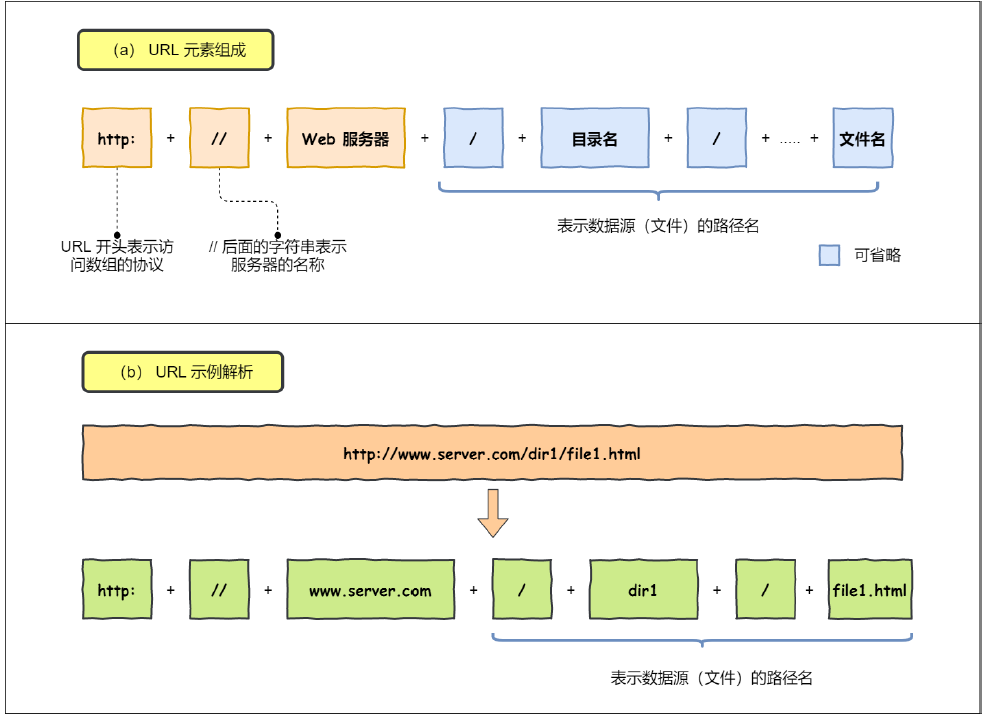 （a） URL 元素组成
http: + // + Web 服务器 + / + 目录名 + / + ..... + 文件名
表示数据源（文件）的路径名
URL 开头表示访
问数组的协议
// 后面的字符串表示
服务器的名称
可省略
（b） URL 示例解析
http://www.server.com/dir1/file1.html
http: + // + www.server.com + / + dir1 + / + file1.html
表示数据源（文件）的路径名